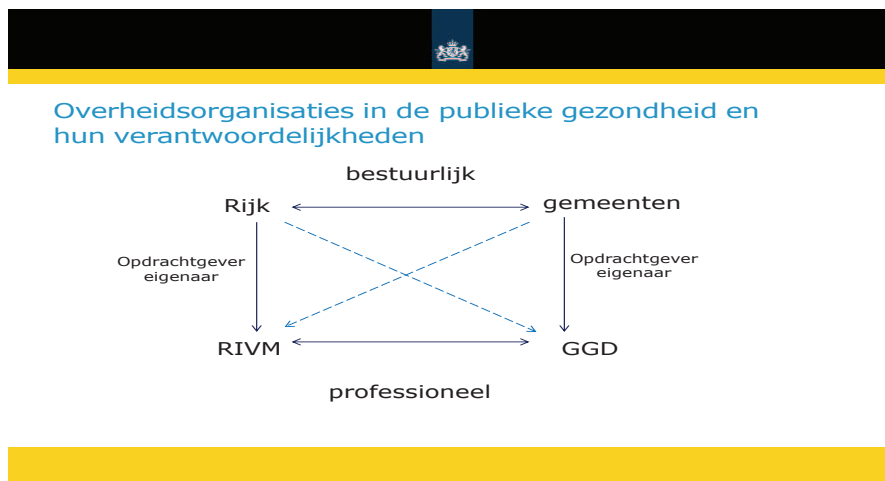 Overheidsorganisaties in de publieke gezondheid en
hun verantwoordelijkheden
bestuurlijk
Rijk
gemeenten
Opdrachtgever
eigenaar
Opdrachtgever
eigenaar
RIVM
GGD
professioneel